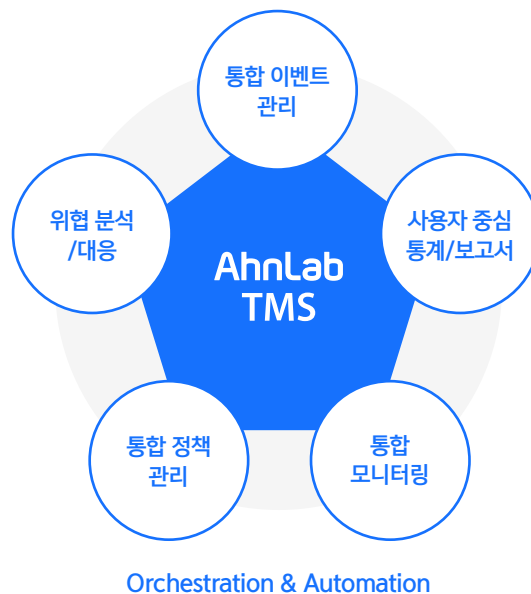 통합 이벤트
관리
위협 분석
/대응
사용자 중심
통계/보고서
AhnLab
TMS
통합 정책
관리
통합
모니터링
Orchestration & Automation